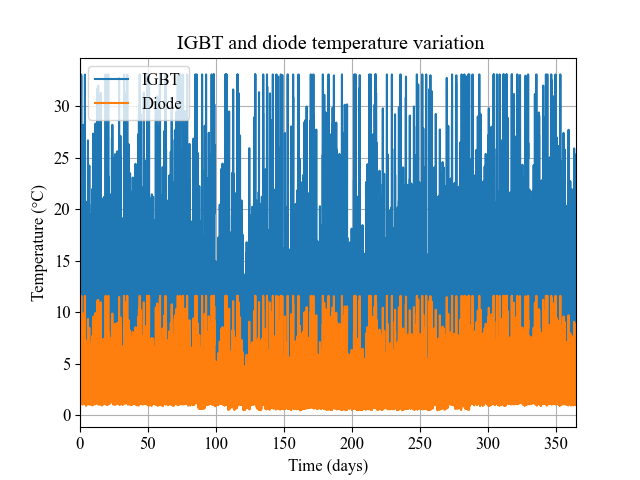 IGBT and diode temperature variation
IGBT
Diode
Temperature (°C)
30
25
20
15
10
5
0
0 50 100 150 200 250 300 350
Time (days)